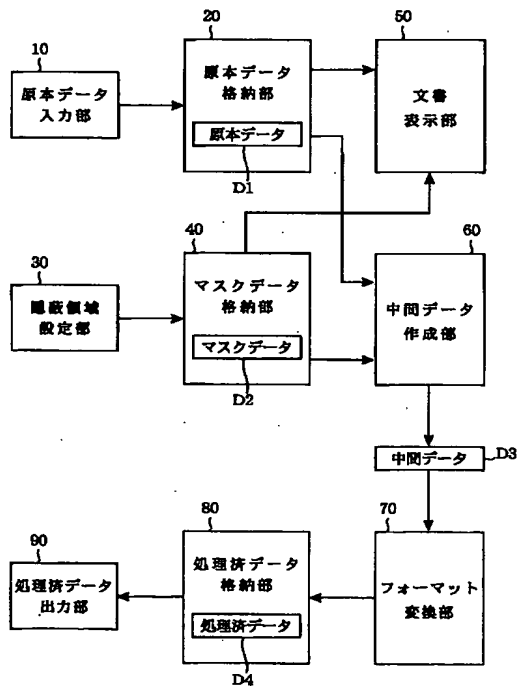 10
原本データ
入力部
20
原本データ
格納部
原本データ
D1
50
文書
表示部
30
隠蔽領域
設定部
40
マスクデータ
格納部
マスクデータ
D2
60
中間データ
作成部
中間データ
D3
70
フォーマット
変換部
80
処理済データ
格納部
処理済データ
D4
90
処理済データ
出力部